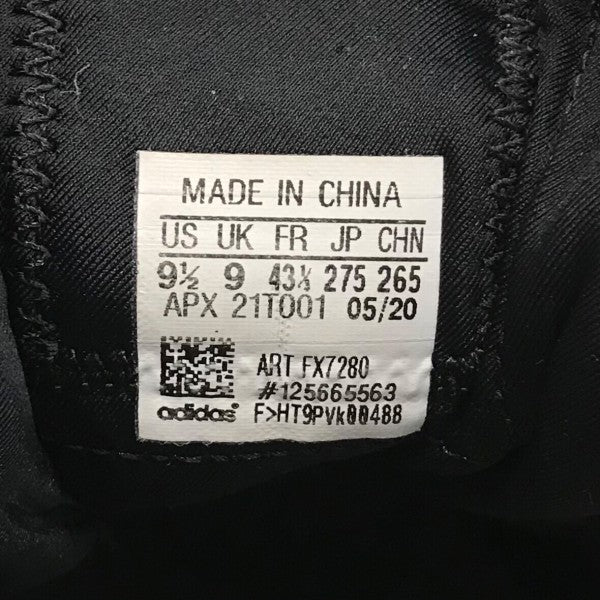 MADE IN CHINA
US UK FR JP CHN
9½ 9 43⅓ 275 265
APX 21T001 05/20
ART FX7280
#125665563
adidas® F>HT9PVk00488